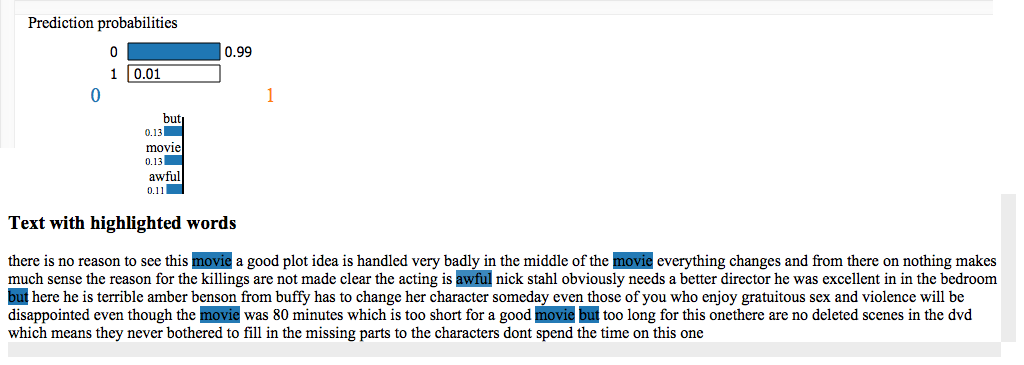 Prediction probabilities
0 0.99
1 0.01
0 1
but
0.13
movie
0.13
awful
0.11
Text with highlighted words
there is no reason to see this movie a good plot idea is handled very badly in the middle of the movie everything changes and from there on nothing makes
much sense the reason for the killings are not made clear the acting is awful nick stahl obviously needs a better director he was excellent in in the bedroom
but here he is terrible amber benson from buffy has to change her character someday even those of you who enjoy gratuitous sex and violence will be
disappointed even though the movie was 80 minutes which is too short for a good movie but too long for this onethere are no deleted scenes in the dvd
which means they never bothered to fill in the missing parts to the characters dont spend the time on this one